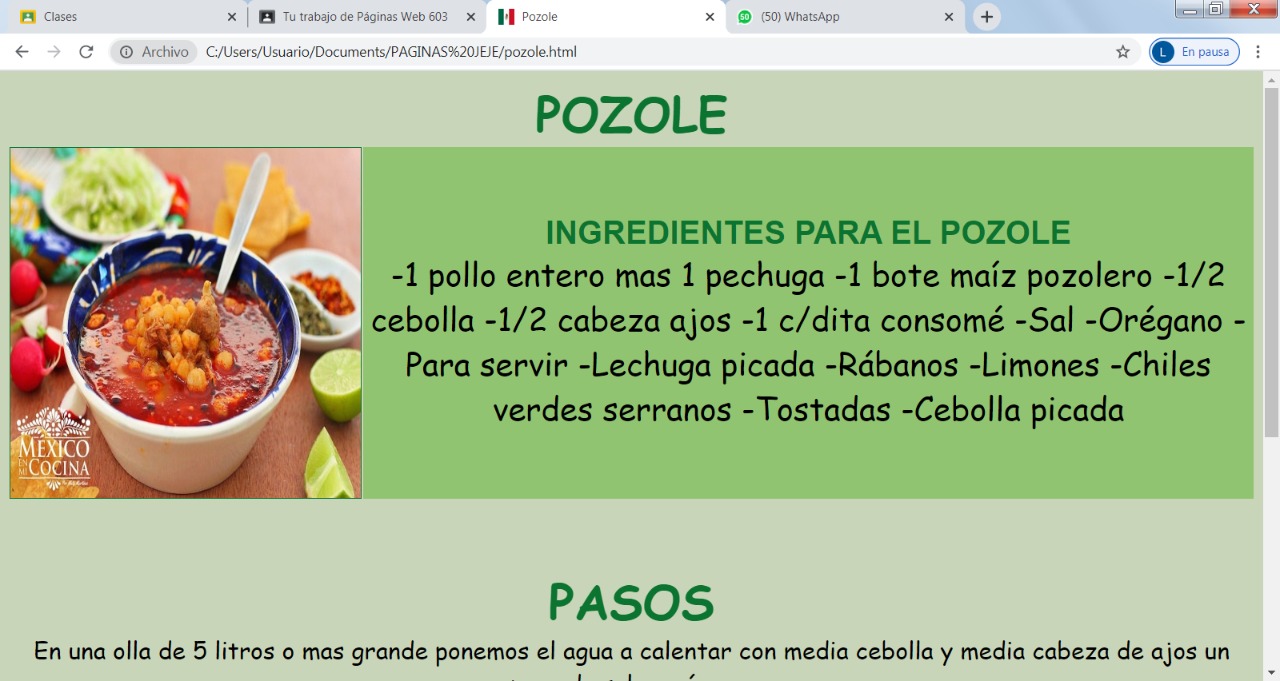 Clases
Tu trabajo de Páginas Web 603
Pozole
(50) WhatsApp
Archivo
C:/Users/Usuario/Documents/PAGINAS%20JEJE/pozole.html
L
En pausa
POZOLE
INGREDIENTES PARA EL POZOLE
-1 pollo entero mas 1 pechuga -1 bote maíz pozolero -1/2
cebolla -1/2 cabeza ajos -1 c/dita consomé -Sal -Orégano -
Para servir -Lechuga picada -Rábanos -Limones -Chiles
verdes serranos -Tostadas -Cebolla picada
MÉXICO
EN MI
COCINA
PASOS
En una olla de 5 litros o mas grande ponemos el agua a calentar con media cebolla y media cabeza de ajos un